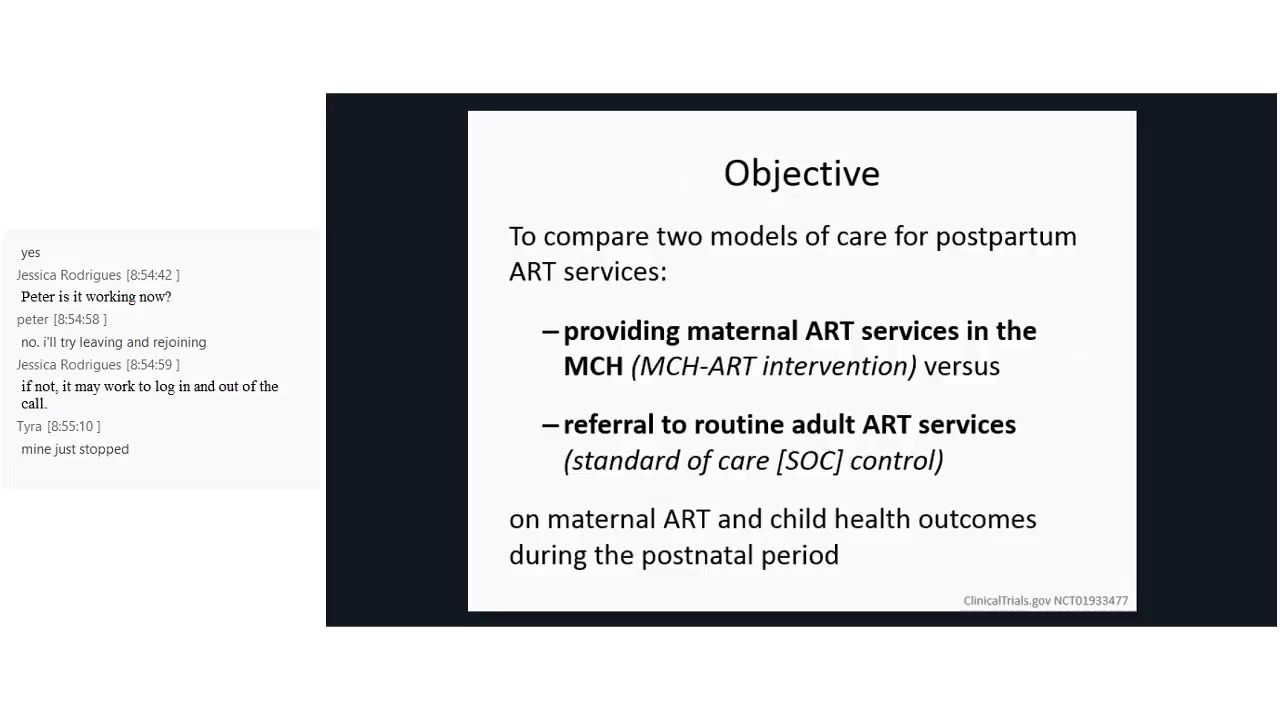 yes
Jessica Rodrigues [8:54:42 ]
Peter is it working now?
peter [8:54:58 ]
no. i'll try leaving and rejoining
Jessica Rodrigues [8:54:59 ]
if not, it may work to log in and out of the
call.
Tyra [8:55:10 ]
mine just stopped
Objective
To compare two models of care for postpartum
ART services:
–providing maternal ART services in the
MCH (MCH-ART intervention) versus
–referral to routine adult ART services
(standard of care [SOC] control)
on maternal ART and child health outcomes
during the postnatal period
ClinicalTrials.gov NCT01933477